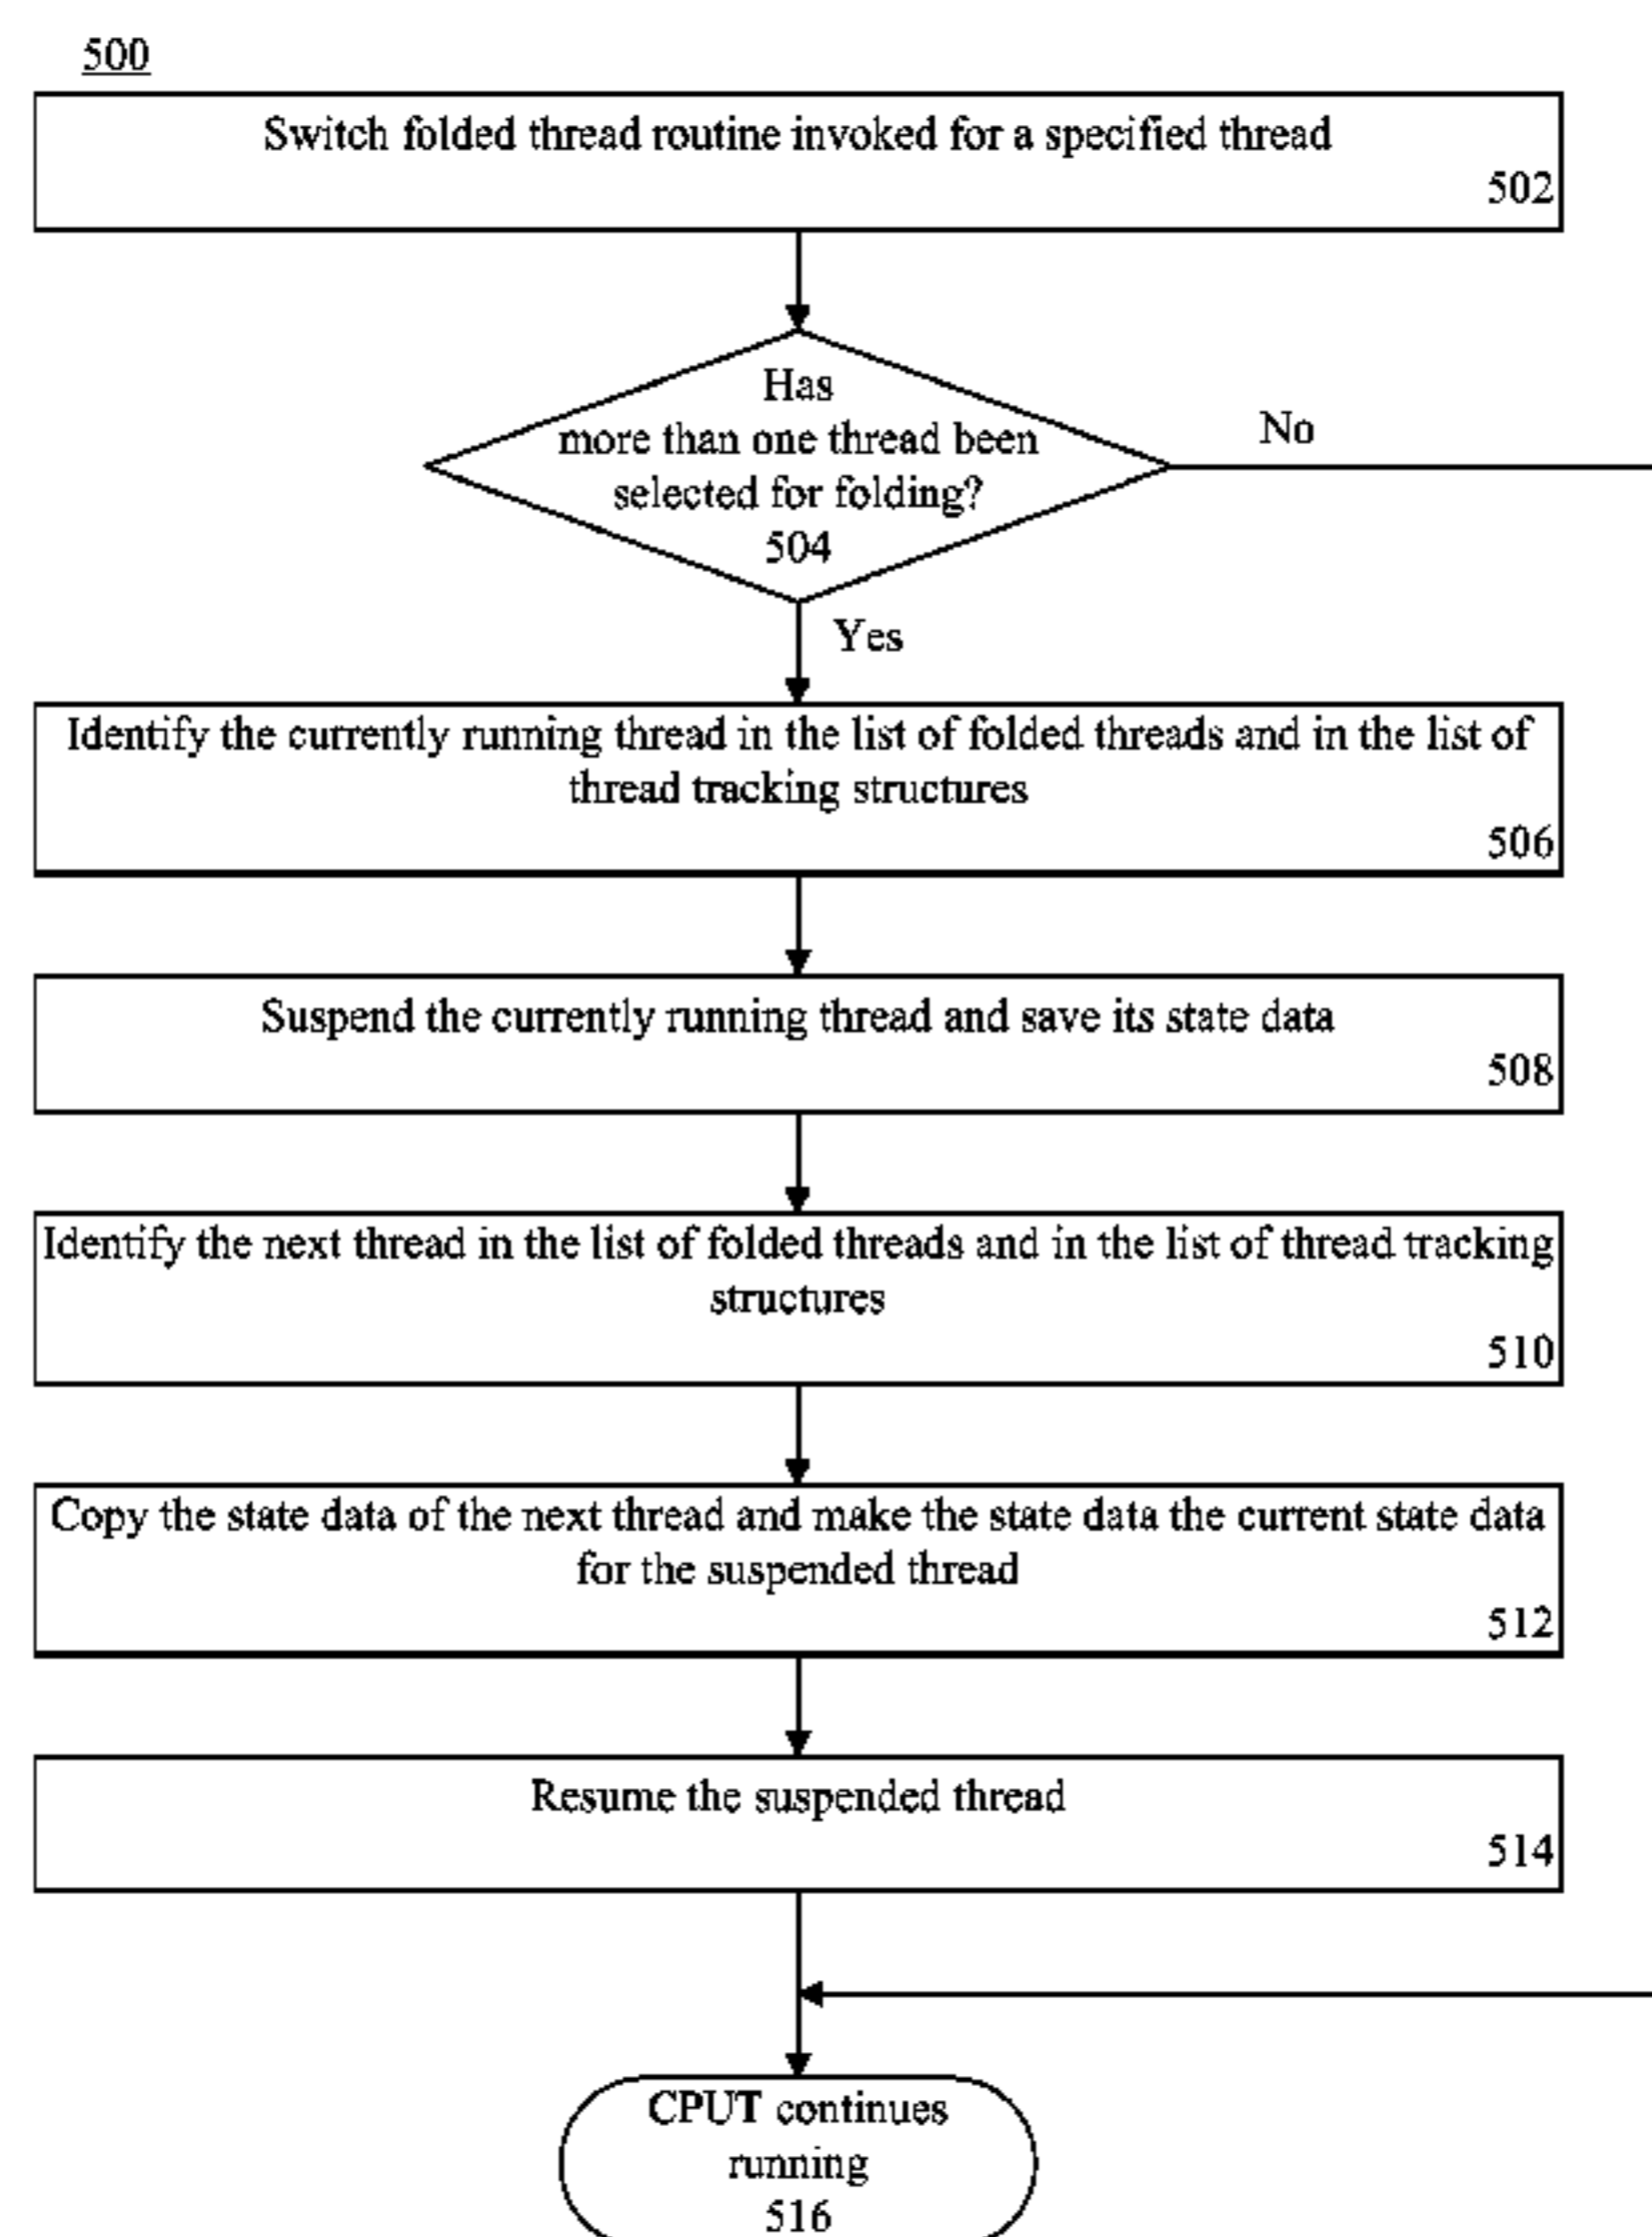 500
Switch folded thread routine invoked for a specified thread
502
Has
more than one thread been
selected for folding?
504
No
Yes
Identify the currently running thread in the list of folded threads and in the list of
thread tracking structures
506
Suspend the currently running thread and save its state data
508
Identify the next thread in the list of folded threads and in the list of thread tracking
structures
510
Copy the state data of the next thread and make the state data the current state data
for the suspended thread
512
Resume the suspended thread
514
CPUT continues
running
516